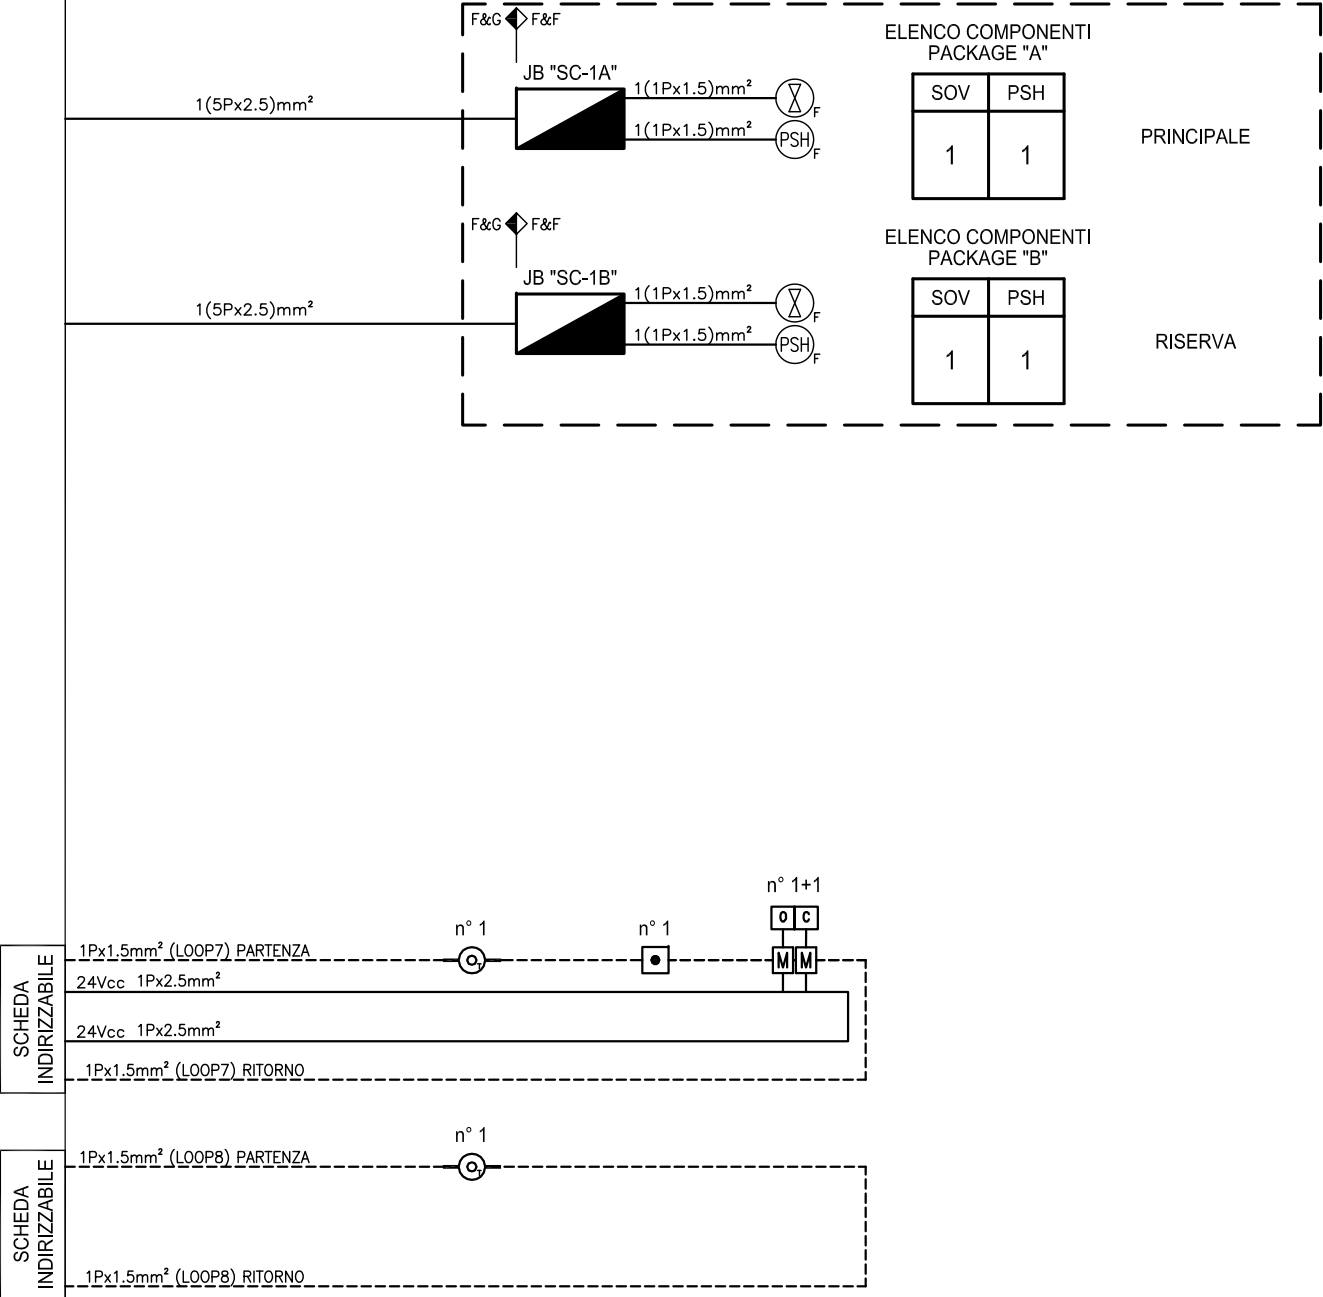 F&G F&F
JB "SC-1A"
1(5Px2.5)mm²
1(1Px1.5)mm²
F
1(1Px1.5)mm²
PSH
F
ELENCO COMPONENTI
PACKAGE "A"
SOV PSH
1 1
PRINCIPALE
F&G F&F
JB "SC-1B"
1(5Px2.5)mm²
1(1Px1.5)mm²
F
1(1Px1.5)mm²
PSH
F
ELENCO COMPONENTI
PACKAGE "B"
SOV PSH
1 1
RISERVA
SCHEDA
INDIRIZZABILE
1Px1.5mm² (LOOP7) PARTENZA
n° 1
T
n° 1
n° 1+1
O C
M M
24Vcc 1Px2.5mm²
24Vcc 1Px2.5mm²
1Px1.5mm² (LOOP7) RITORNO
SCHEDA
INDIRIZZABILE
1Px1.5mm² (LOOP8) PARTENZA
n° 1
T
1Px1.5mm² (LOOP8) RITORNO